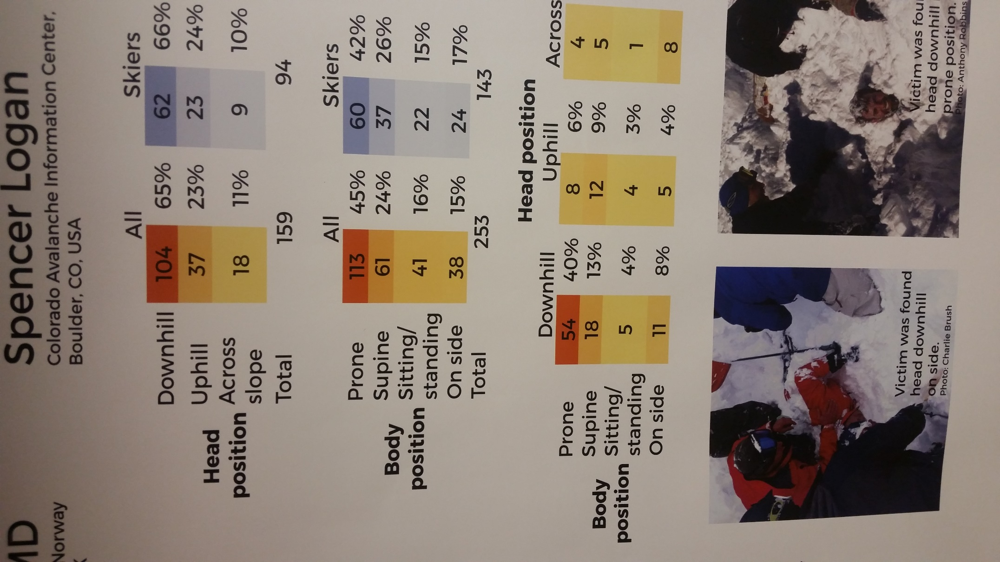 MD
Norway
Spencer Logan
Colorado Avalanche Information Center,
Boulder, CO, USA
All Skiers
Head position
Downhill 104 65% 62 66%
Uphill 37 23% 23 24%
Across slope 18 11% 9 10%
Total 159 94
All Skiers
Body position
Prone 113 45% 60 42%
Supine 61 24% 37 26%
Sitting/
standing 41 16% 22 15%
On side 38 15% 24 17%
Total 253 143
Head position
Downhill Uphill Across
Body position
Prone 54 40% 8 6% 4
Supine 18 13% 12 9% 5
Sitting/
standing 5 4% 4 3% 1
On side 11 8% 5 4% 8
Victim was found
head downhill
on side.
Photo: Charlie Brush
Victim was
head downhill
prone position.
Photo: Anthony Robbins